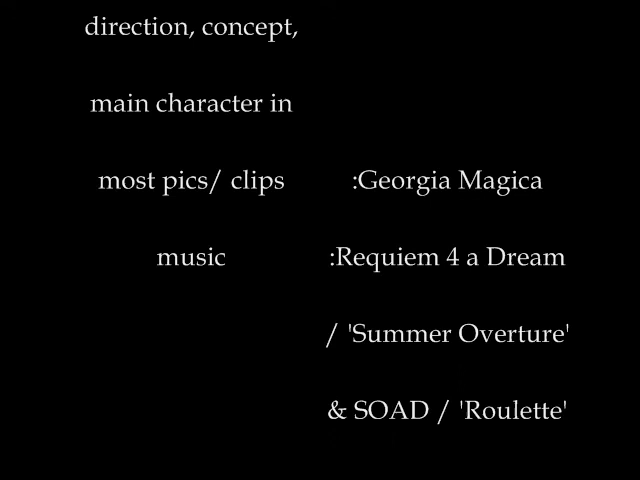 direction, concept,
main character in
most pics/ clips :Georgia Magica
music :Requiem 4 a Dream
/ 'Summer Overture'
& SOAD / 'Roulette'